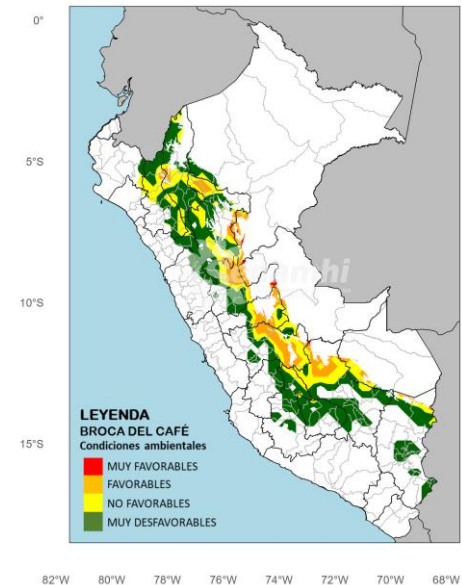 0°
5°S
senamhi
10°S
LEYENDA
BROCA DEL CAFÉ
Condiciones ambientales
MUY FAVORABLES
FAVORABLES
NO FAVORABLES
MUY DESFAVORABLES
15°S
82°W 80°W 78°W 76°W 74°W 72°W 70°W 68°W